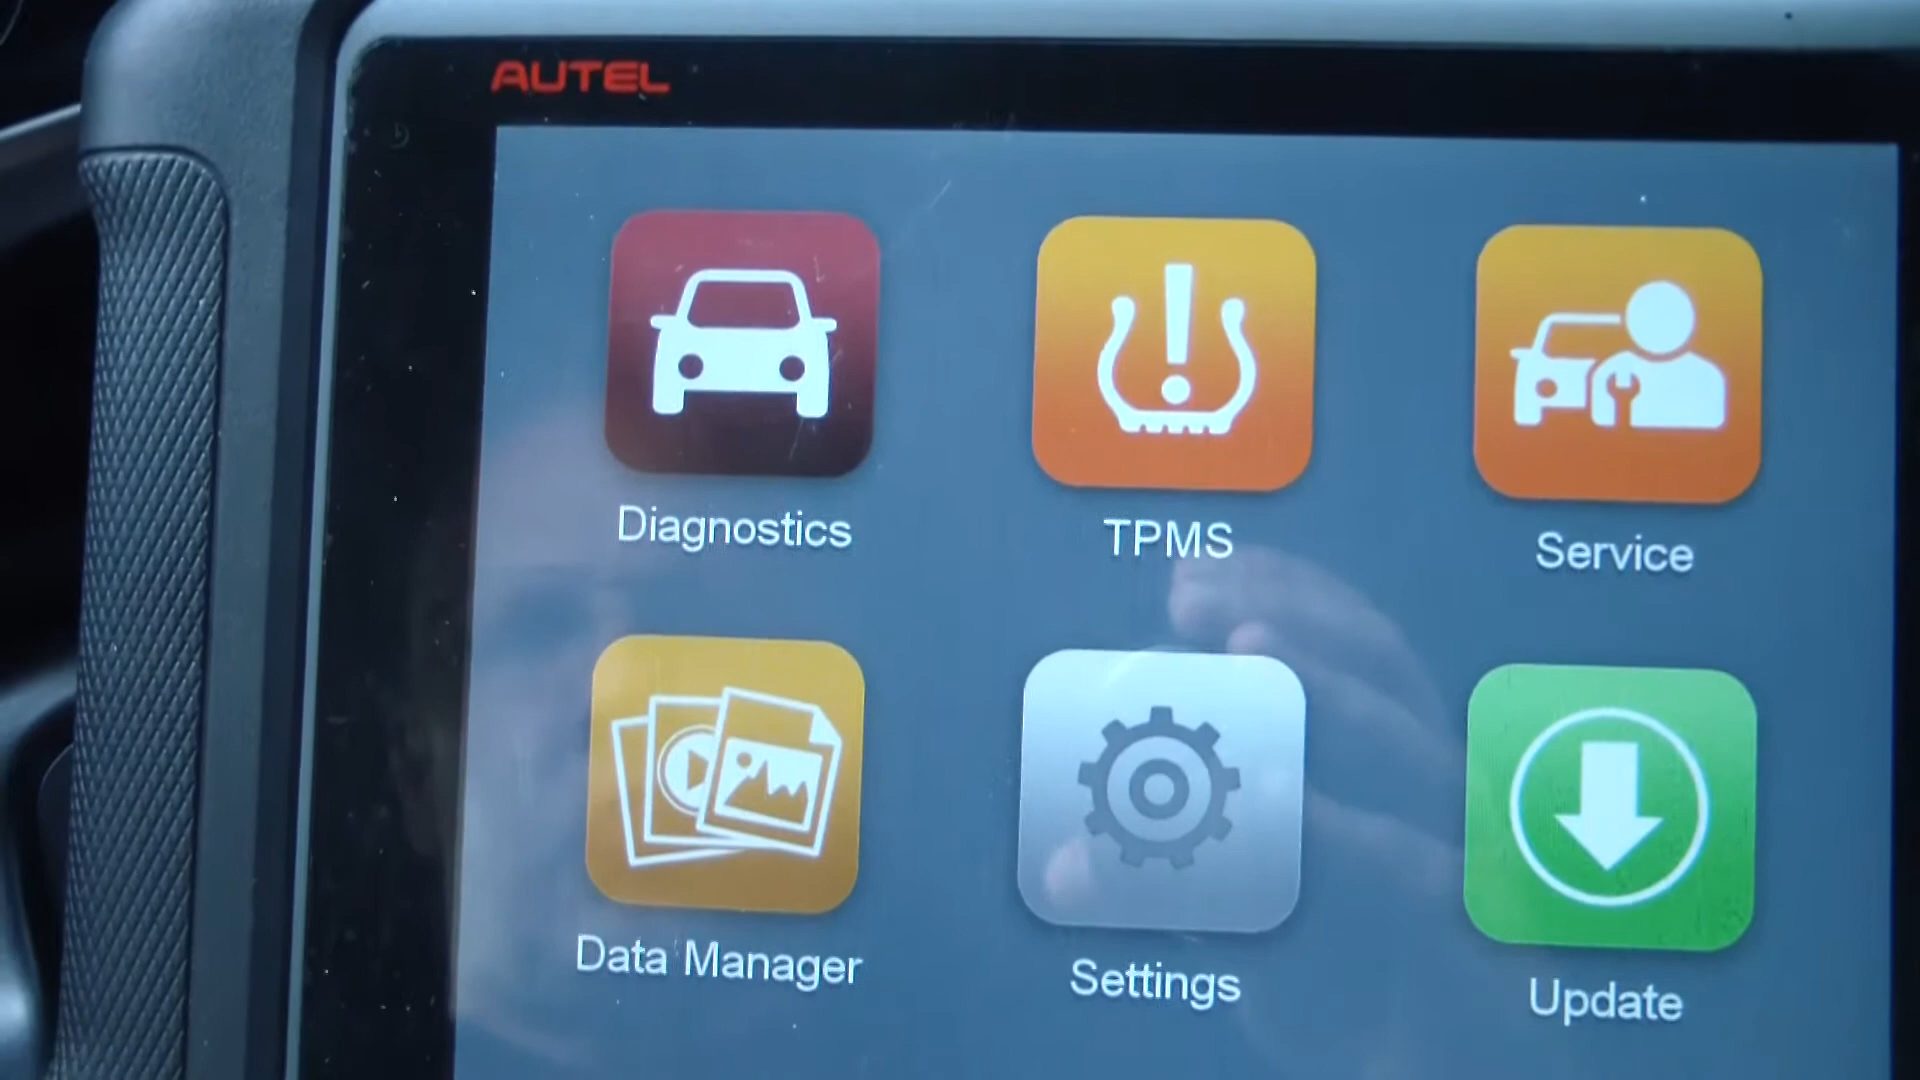 AUTEL
Diagnostics
TPMS
Service
Data Manager
Settings
Update